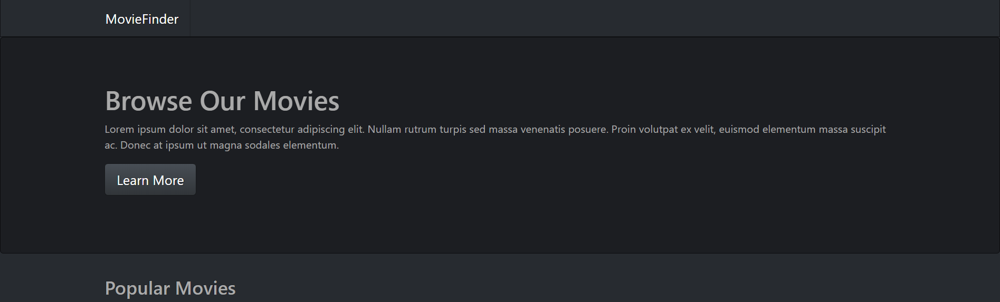 MovieFinder
Browse Our Movies
Lorem ipsum dolor sit amet, consectetur adipiscing elit. Nullam rutrum turpis sed massa venenatis posuere. Proin volutpat ex velit, euismod elementum massa suscipit
ac. Donec at ipsum ut magna sodales elementum.
Learn More
Popular Movies